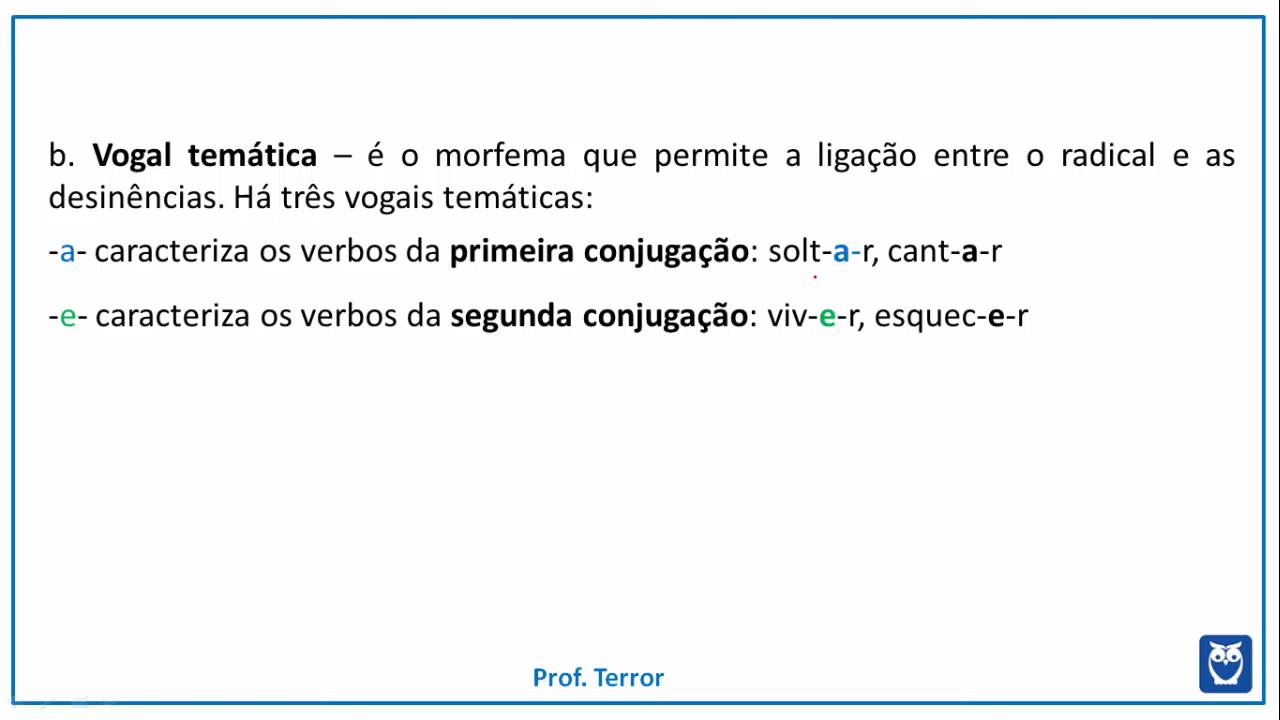 b. Vogal temática – é o morfema que permite a ligação entre o radical e as
desinências. Há três vogais temáticas:
-a- caracteriza os verbos da primeira conjugação: solt-a-r, cant-a-r
-e- caracteriza os verbos da segunda conjugação: viv-e-r, esquec-e-r
Prof. Terror